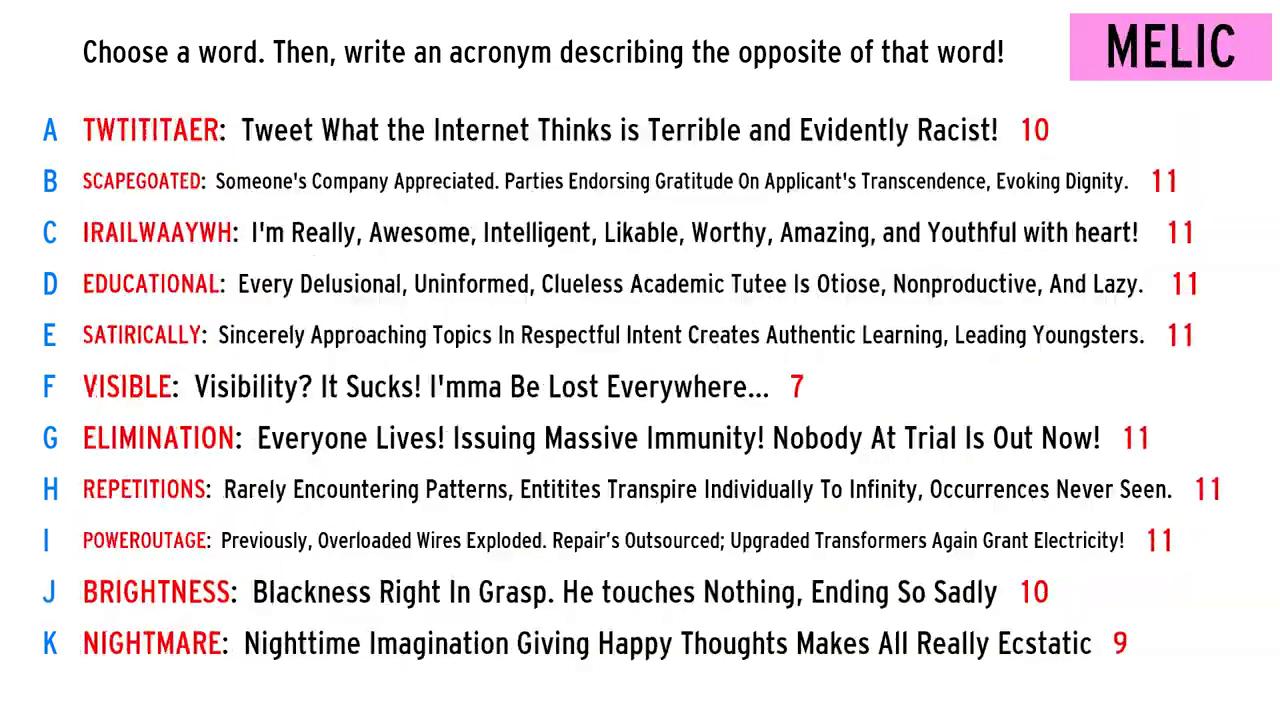 Choose a word. Then, write an acronym describing the opposite of that word!
MELIC
A TWTITITAER: Tweet What the Internet Thinks is Terrible and Evidently Racist! 10
B SCAPEGOATED: Someone's Company Appreciated. Parties Endorsing Gratitude On Applicant's Transcendence, Evoking Dignity. 11
C IRAILWAAYWH: I'm Really, Awesome, Intelligent, Likable, Worthy, Amazing, and Youthful with heart! 11
D EDUCATIONAL: Every Delusional, Uninformed, Clueless Academic Tutee Is Otiose, Nonproductive, And Lazy. 11
E SATIRICALLY: Sincerely Approaching Topics In Respectful Intent Creates Authentic Learning, Leading Youngsters. 11
F VISIBLE: Visibility? It Sucks! I'mma Be Lost Everywhere... 7
G ELIMINATION: Everyone Lives! Issuing Massive Immunity! Nobody At Trial Is Out Now! 11
H REPETITIONS: Rarely Encountering Patterns, Entitites Transpire Individually To Infinity, Occurrences Never Seen. 11
I POWEROUTAGE: Previously, Overloaded Wires Exploded. Repair's Outsourced; Upgraded Transformers Again Grant Electricity! 11
J BRIGHTNESS: Blackness Right In Grasp. He touches Nothing, Ending So Sadly 10
K NIGHTMARE: Nighttime Imagination Giving Happy Thoughts Makes All Really Ecstatic 9